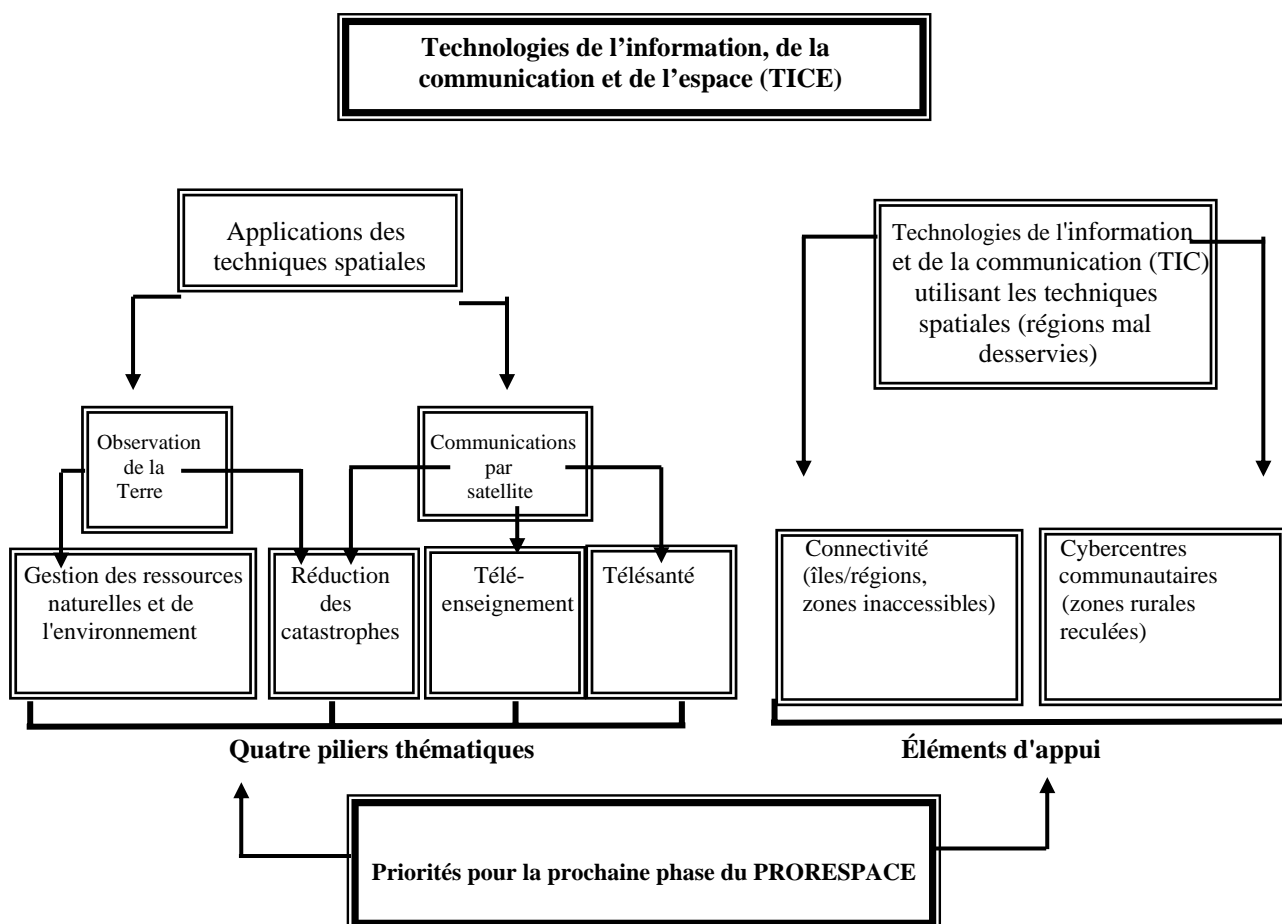 Technologies de l’information, de la
communication et de l’espace (TICE)
Applications des
techniques spatiales
Technologies de l'information
et de la communication (TIC)
utilisant les techniques
spatiales (régions mal
desservies)
Observation
de la
Terre
Communications
par
satellite
Gestion des ressources
naturelles et de
l'environnement
Réduction
des
catastrophes
Télé-
enseignement
Télésanté
Connectivité
(îles/régions,
zones inaccessibles)
Cybercentres
communautaires
(zones rurales
reculées)
Quatre piliers thématiques
Éléments d'appui
Priorités pour la prochaine phase du PRORESPACE